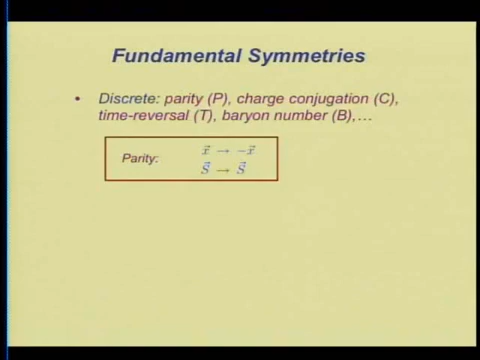 Fundamental Symmetries
• Discrete: parity (P), charge conjugation (C),
time-reversal (T), baryon number (B),…
Parity: x⃗ → −x⃗
S⃗ → S⃗